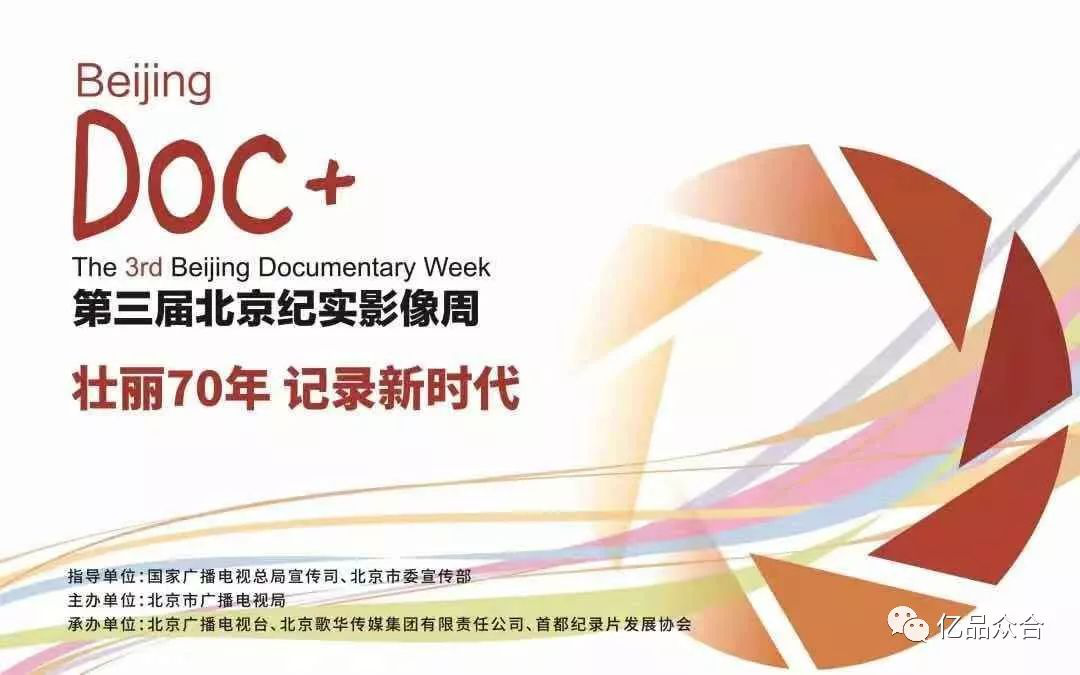 Beijing
DOC+
The 3rd Beijing Documentary Week
第三届北京纪实影像周
壮丽70年 记录新时代
指导单位:国家广播电视总局宣传司、北京市委宣传部
主办单位:北京市广播电视局
承办单位:北京广播电视台、北京歌华传媒集团有限责任公司、首都纪录片发展协会
亿品众合